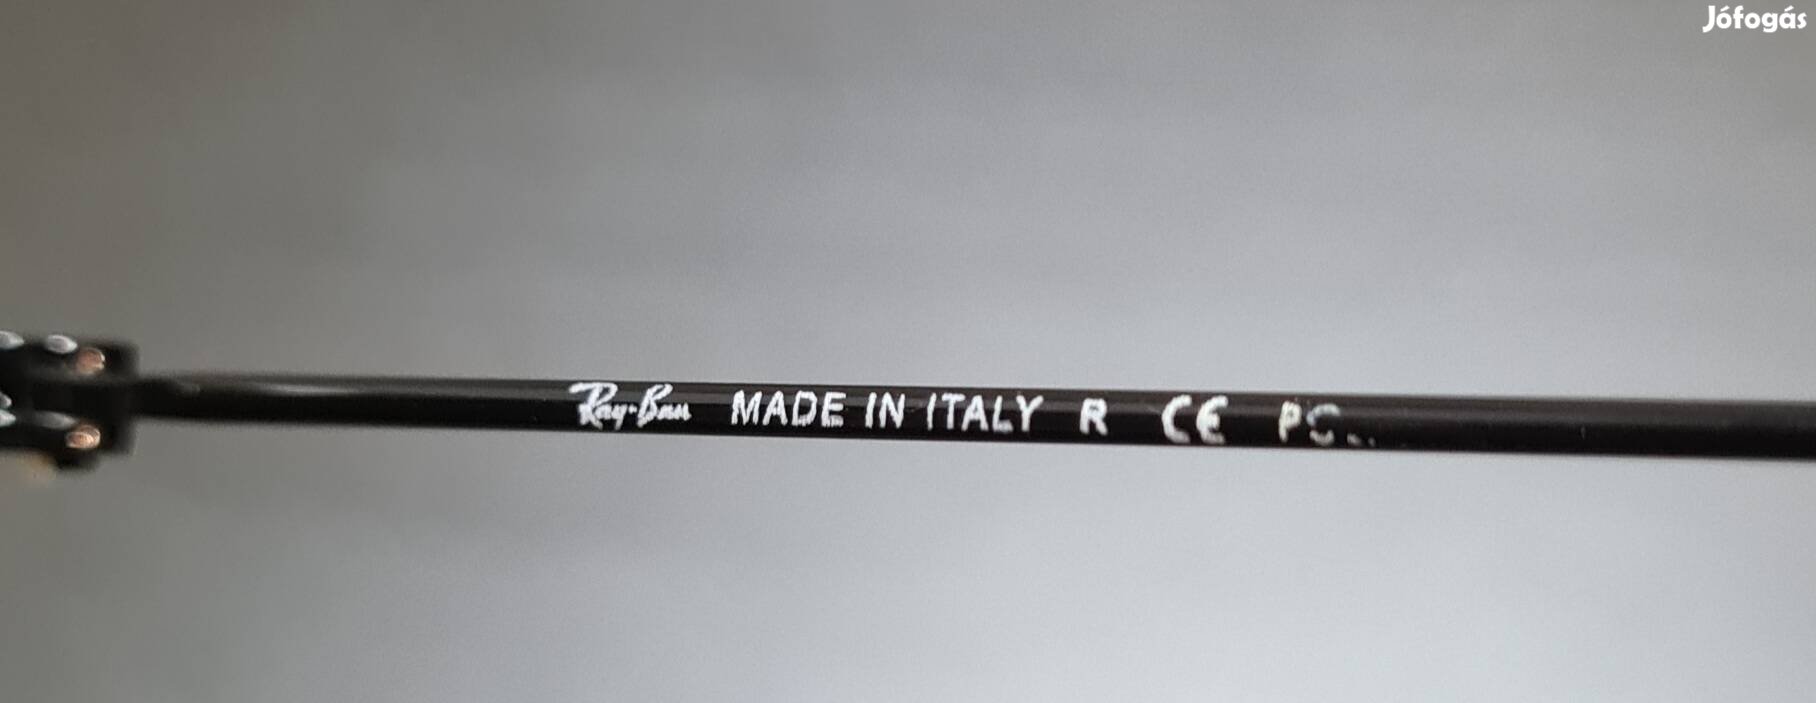 Jófogás
Ray-Ban MADE IN ITALY R CE